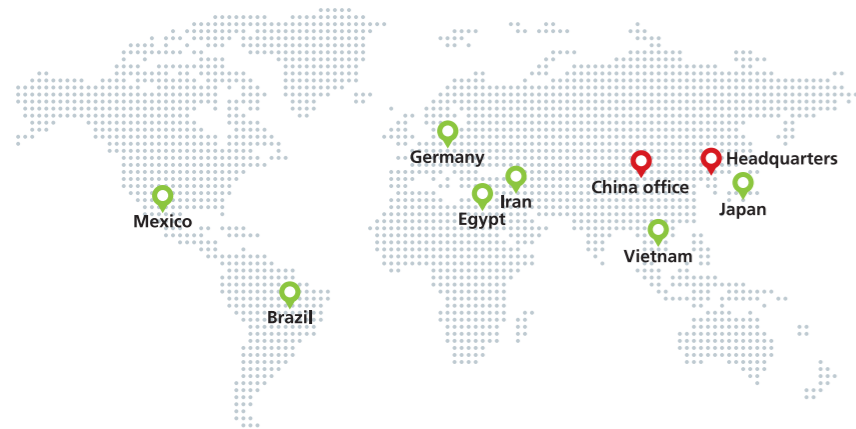 Germany
Headquarters
China office
Iran
Japan
Egypt
Mexico
Vietnam
Brazil